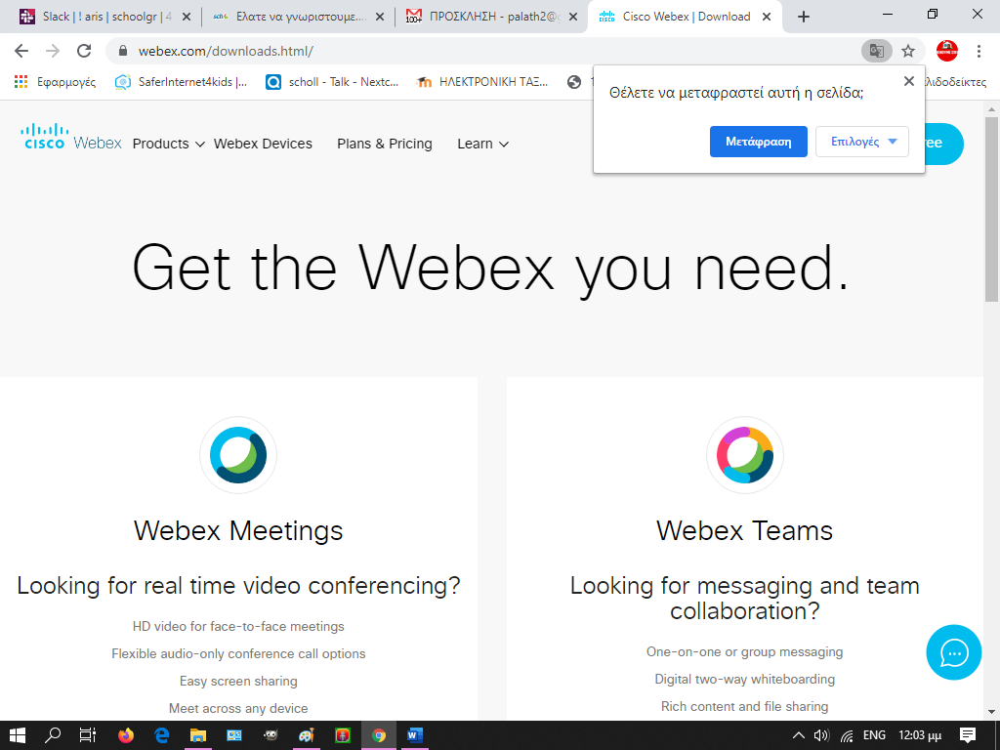 Slack | ! aris | schoolgr | 4
Ελατε να γνωριστουμε...
100+
ΠΡΟΣΚΛΗΣΗ - palath2@
Cisco Webex | Download
webex.com/downloads.html/
Εφαρμογές
SaferInternet4kids |...
scholl - Talk - Nextc...
ΗΛΕΚΤΡΟΝΙΚΗ ΤΑΞ...
λιδοδείκτες
Θέλετε να μεταφραστεί αυτή η σελίδα;
Μετάφραση
Επιλογές
CISCO Webex
Products
Webex Devices
Plans & Pricing
Learn
ree
Get the Webex you need.
Webex Meetings
Looking for real time video conferencing?
HD video for face-to-face meetings
Flexible audio-only conference call options
Easy screen sharing
Meet across any device
Webex Teams
Looking for messaging and team
collaboration?
One-on-one or group messaging
Digital two-way whiteboarding
Rich content and file sharing
ENG
12:03 μμ